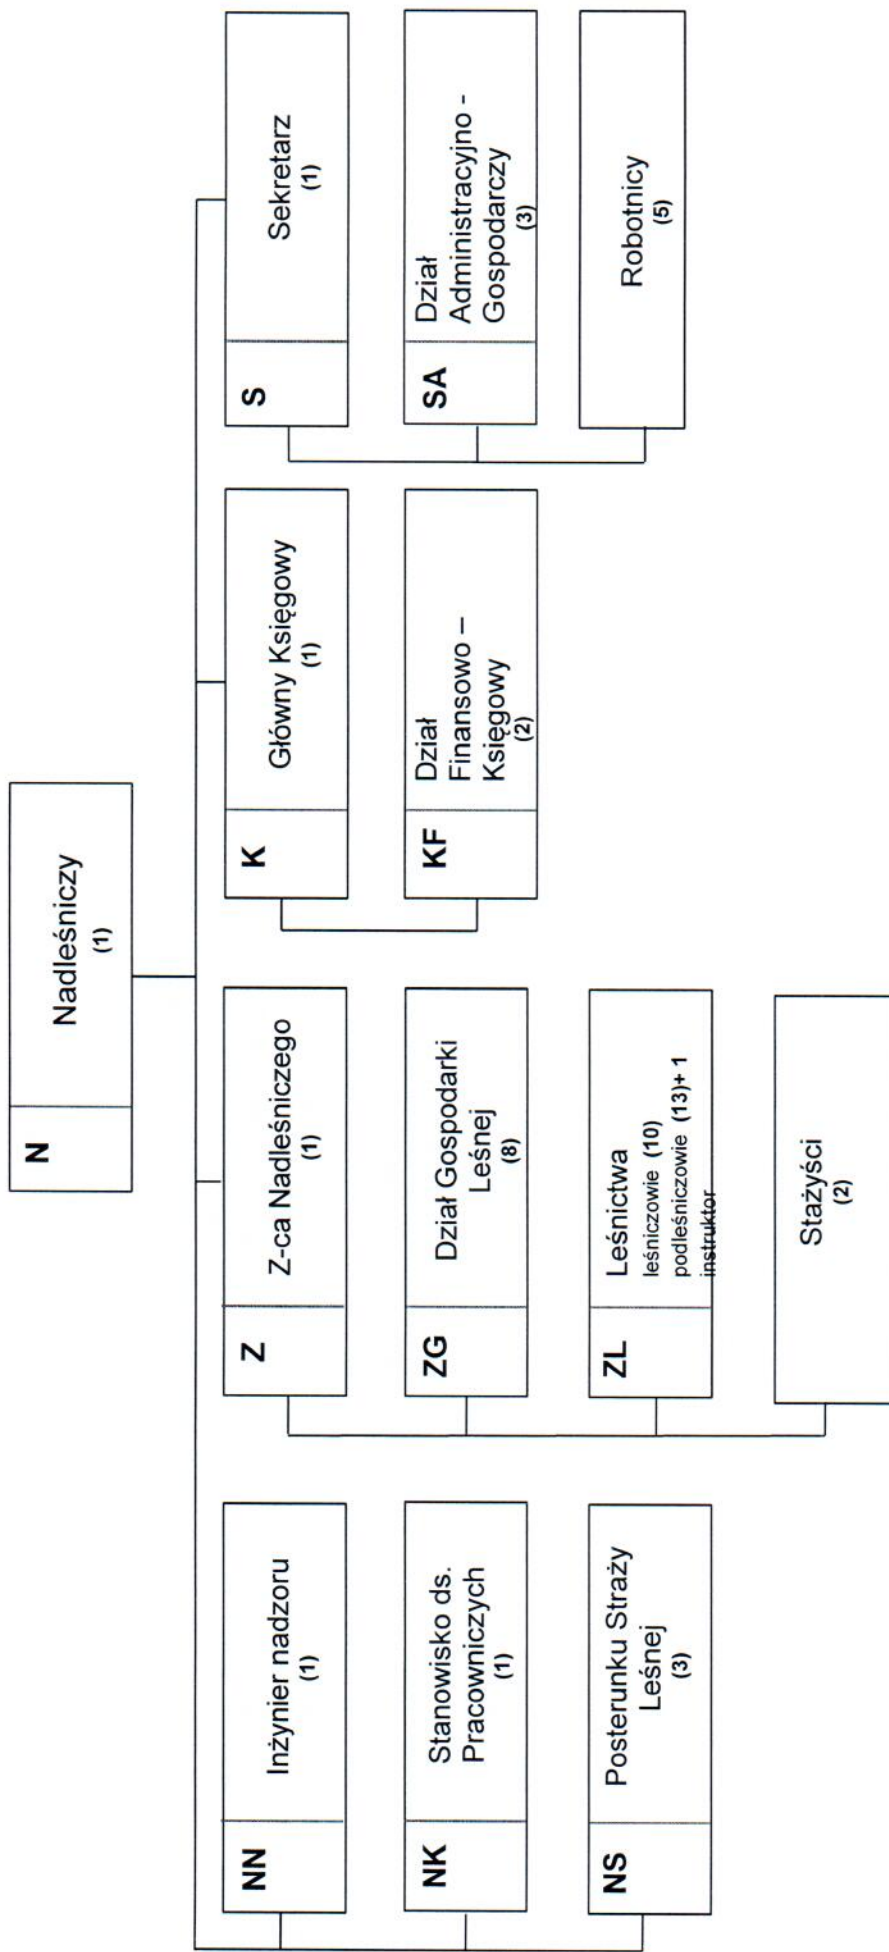 N
Nadleśniczy
(1)
NN
Inżynier nadzoru
(1)
NK
Stanowisko ds.
Pracowniczych
(1)
NS
Posterunku Straży
Leśnej
(3)
Z
Z-ca Nadleśniczego
(1)
ZG
Dział Gospodarki
Leśnej
(8)
ZL
Leśnictwa
leśniczowie (10)
podleśniczowie (13)+ 1
instruktor
Stażyści
(2)
K
Główny Księgowy
(1)
KF
Dział
Finansowo –
Księgowy
(2)
S
Sekretarz
(1)
SA
Dział
Administracyjno -
Gospodarczy
(3)
Robotnicy
(5)